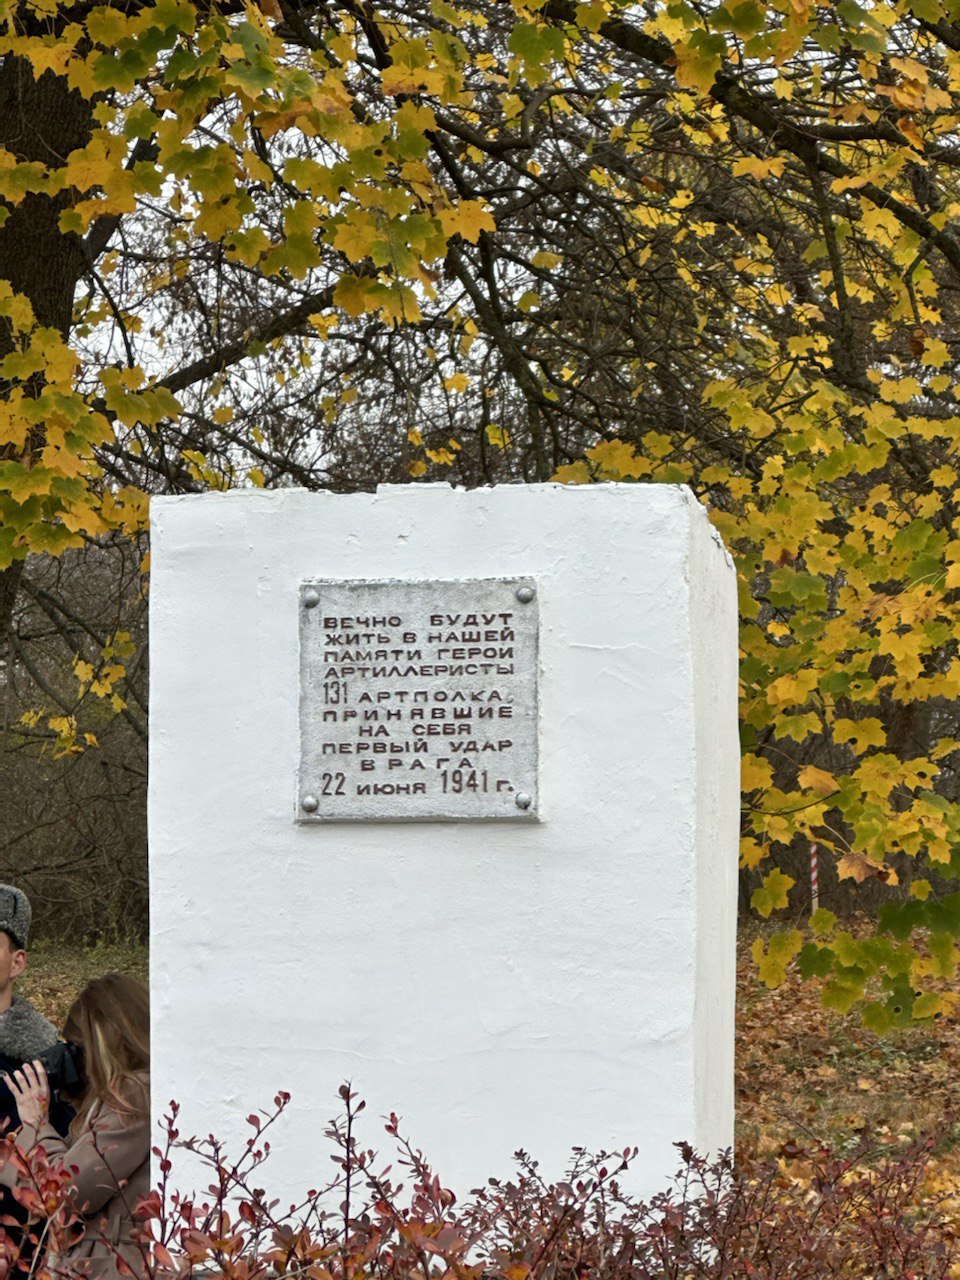 ВЕЧНО БУДУТ
ЖИТЬ В НАШЕЙ
ПАМЯТИ ГЕРОИ
АРТИЛЛЕРИСТЫ
131 АРТПОЛКА,
ПРИНЯВШИЕ
НА СЕБЯ
ПЕРВЫЙ УДАР
ВРАГА
22 ИЮНЯ 1941 Г.